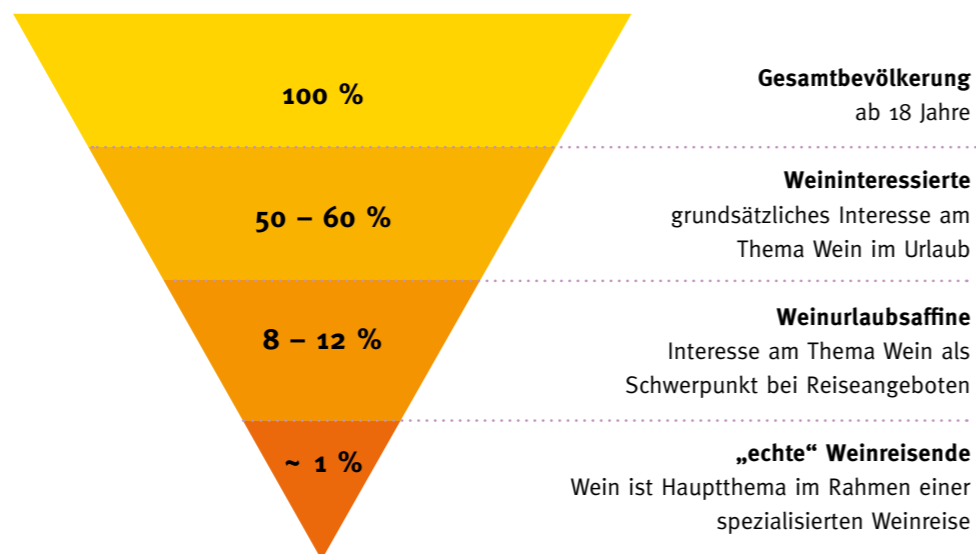 100 %
Gesamtbevölkerung
ab 18 Jahre
50 – 60 %
Weininteressierte
grundsätzliches Interesse am
Thema Wein im Urlaub
8 – 12 %
Weinurlaubsaffine
Interesse am Thema Wein als
Schwerpunkt bei Reiseangeboten
~ 1 %
„echte“ Weinreisende
Wein ist Hauptthema im Rahmen einer
spezialisierten Weinreise